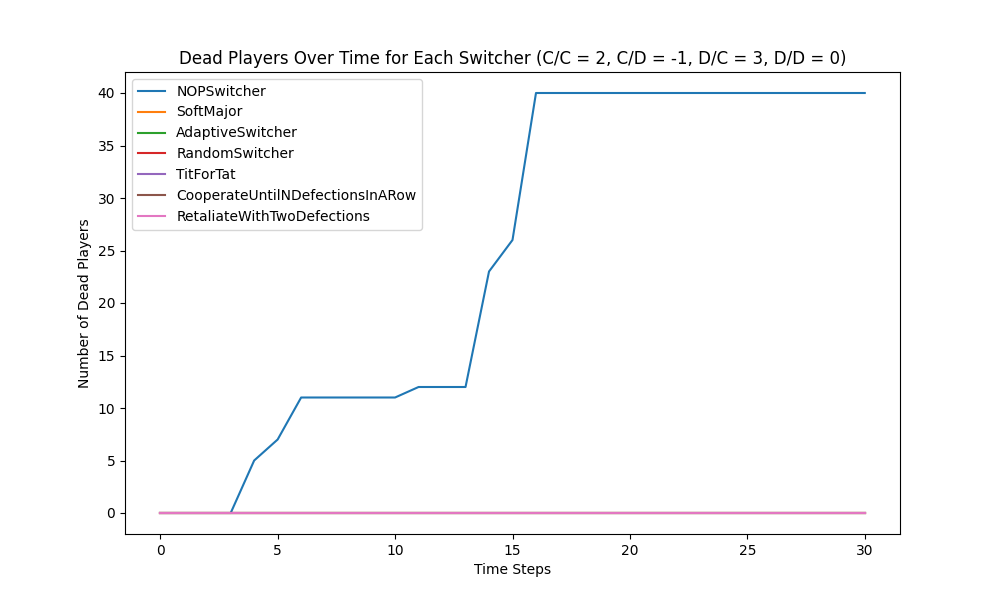 Dead Players Over Time for Each Switcher (C/C = 2, C/D = -1, D/C = 3, D/D = 0)
NOPSwitcher
SoftMajor
AdaptiveSwitcher
RandomSwitcher
TitForTat
CooperateUntilNDefectionsInARow
RetaliateWithTwoDefections
Number of Dead Players
40
35
30
25
20
15
10
5
0
0 5 10 15 20 25 30
Time Steps